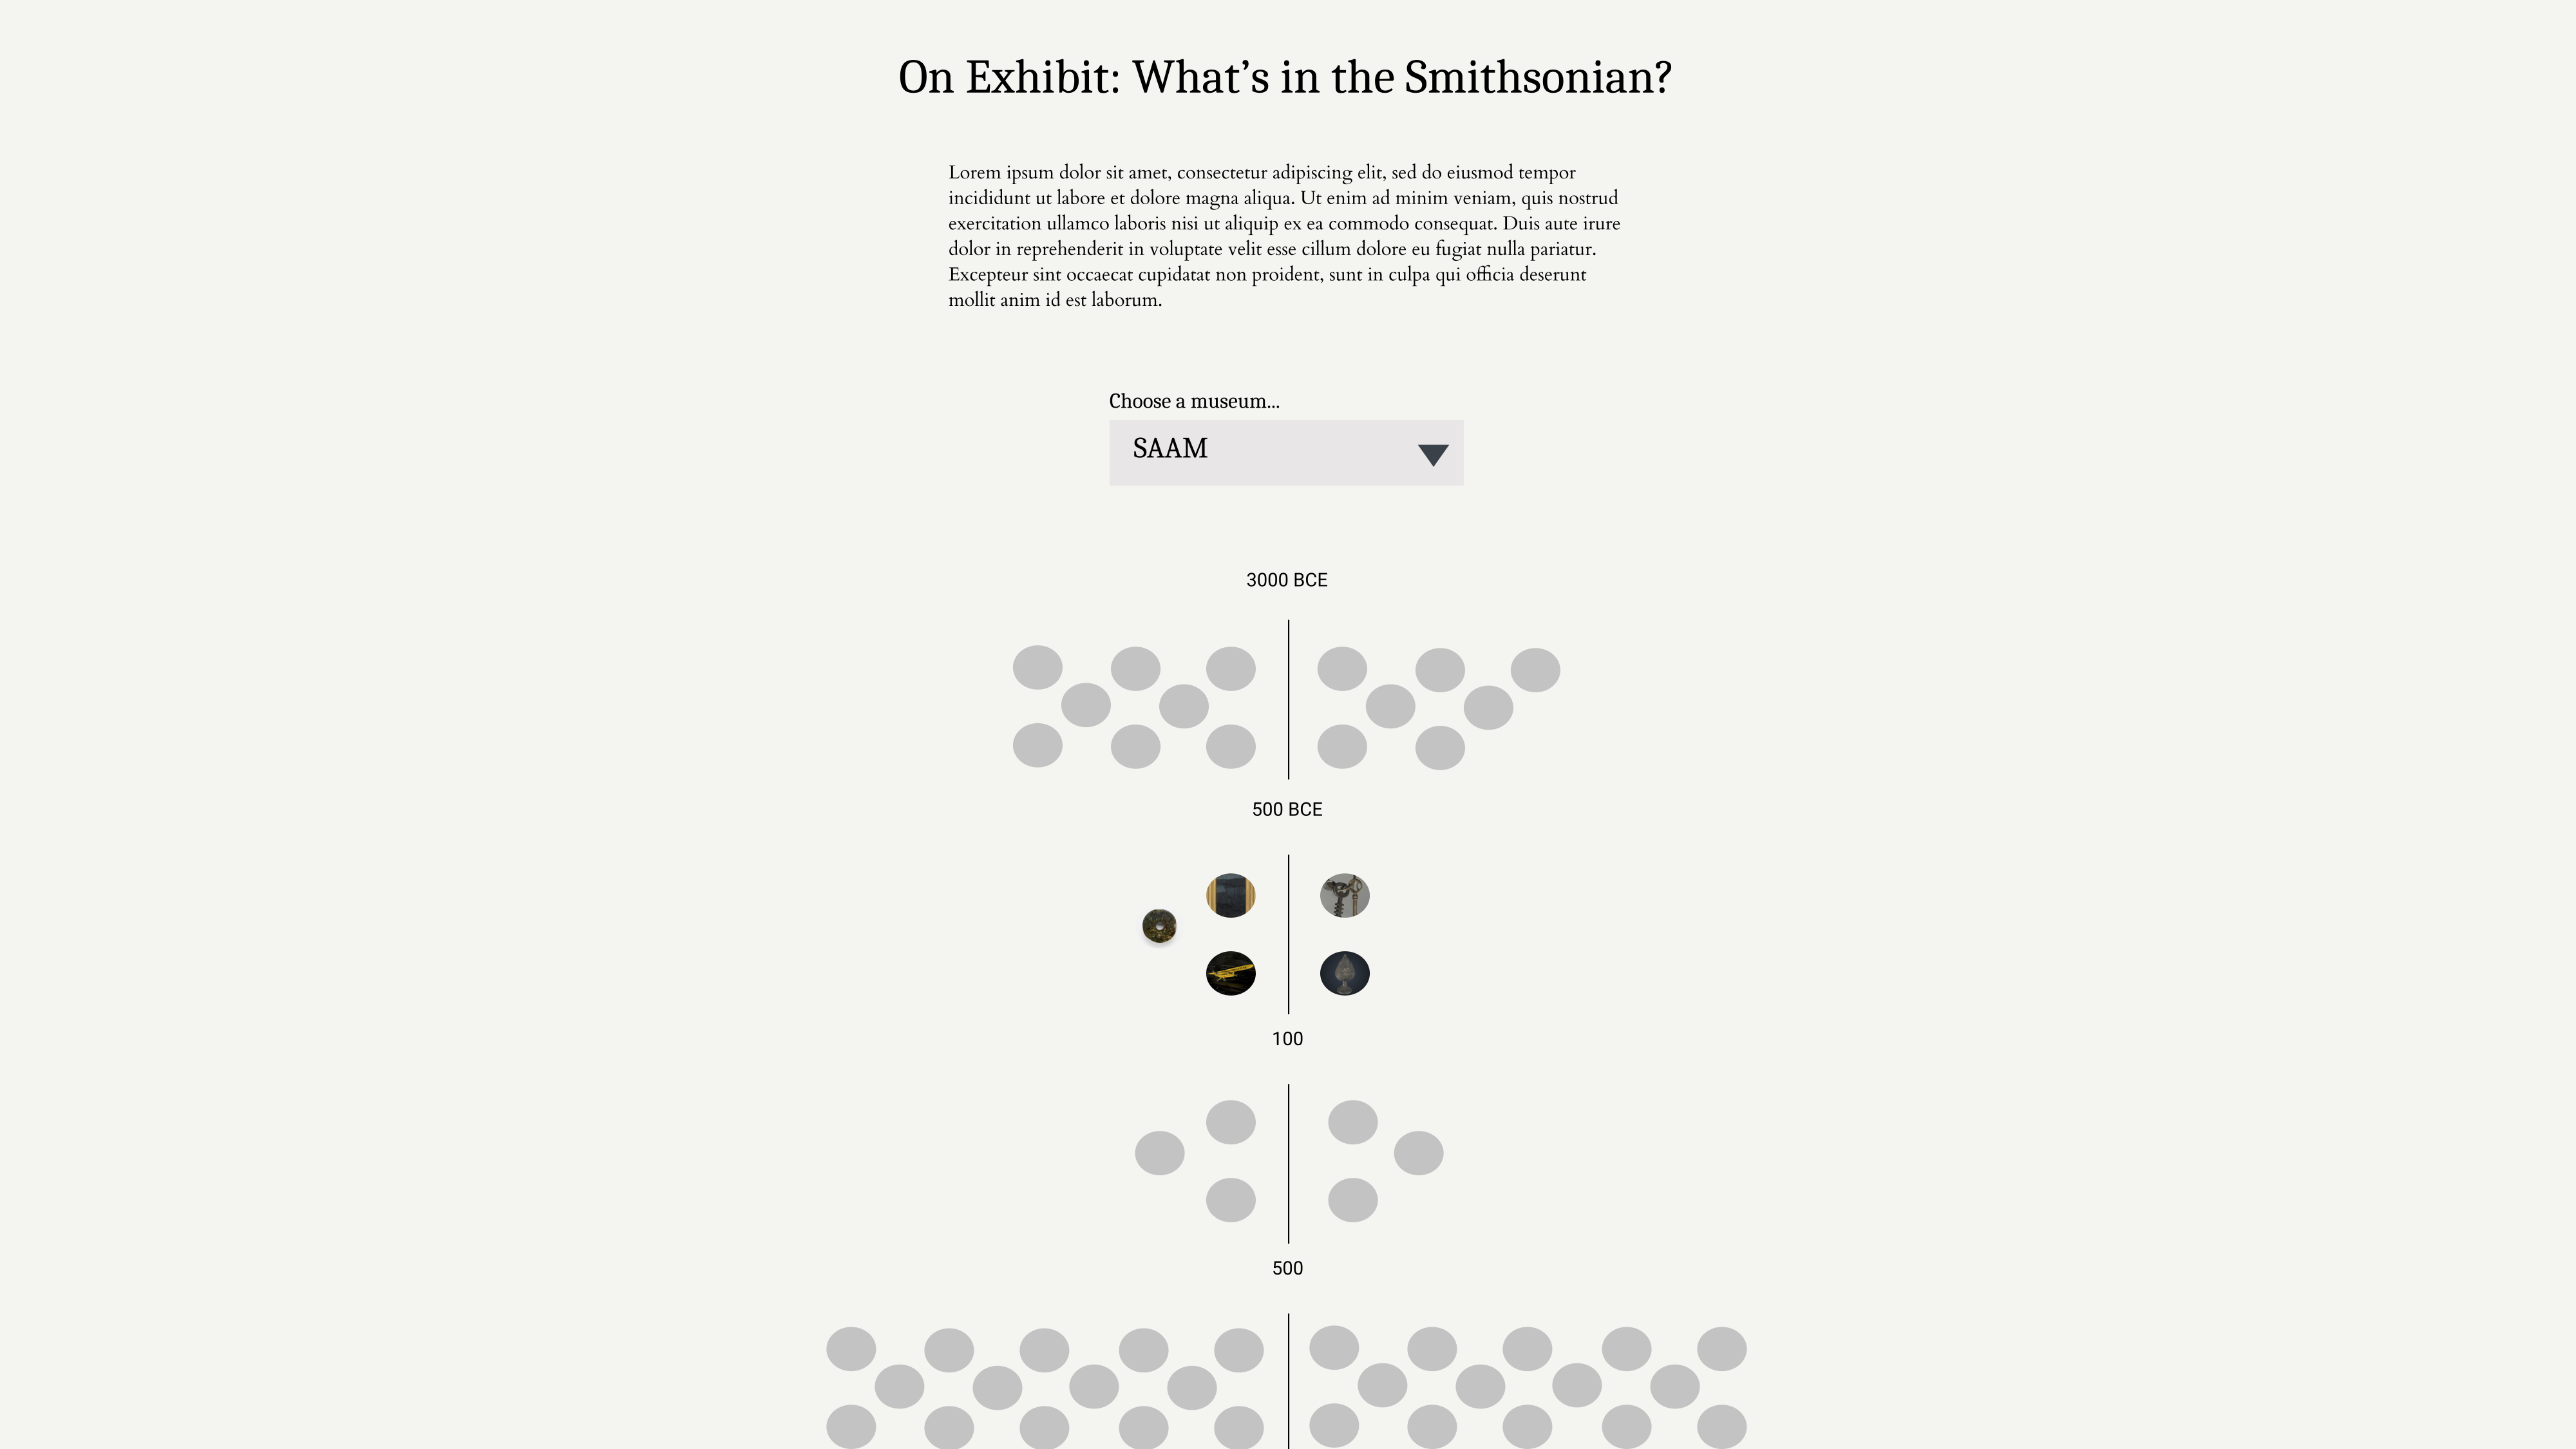 On Exhibit: What’s in the Smithsonian?
Lorem ipsum dolor sit amet, consectetur adipiscing elit, sed do eiusmod tempor
incididunt ut labore et dolore magna aliqua. Ut enim ad minim veniam, quis nostrud
exercitation ullamco laboris nisi ut aliquip ex ea commodo consequat. Duis aute irure
dolor in reprehenderit in voluptate velit esse cillum dolore eu fugiat nulla pariatur.
Excepteur sint occaecat cupidatat non proident, sunt in culpa qui officia deserunt
mollit anim id est laborum.
Choose a museum...
SAAM
3000 BCE
500 BCE
100
500